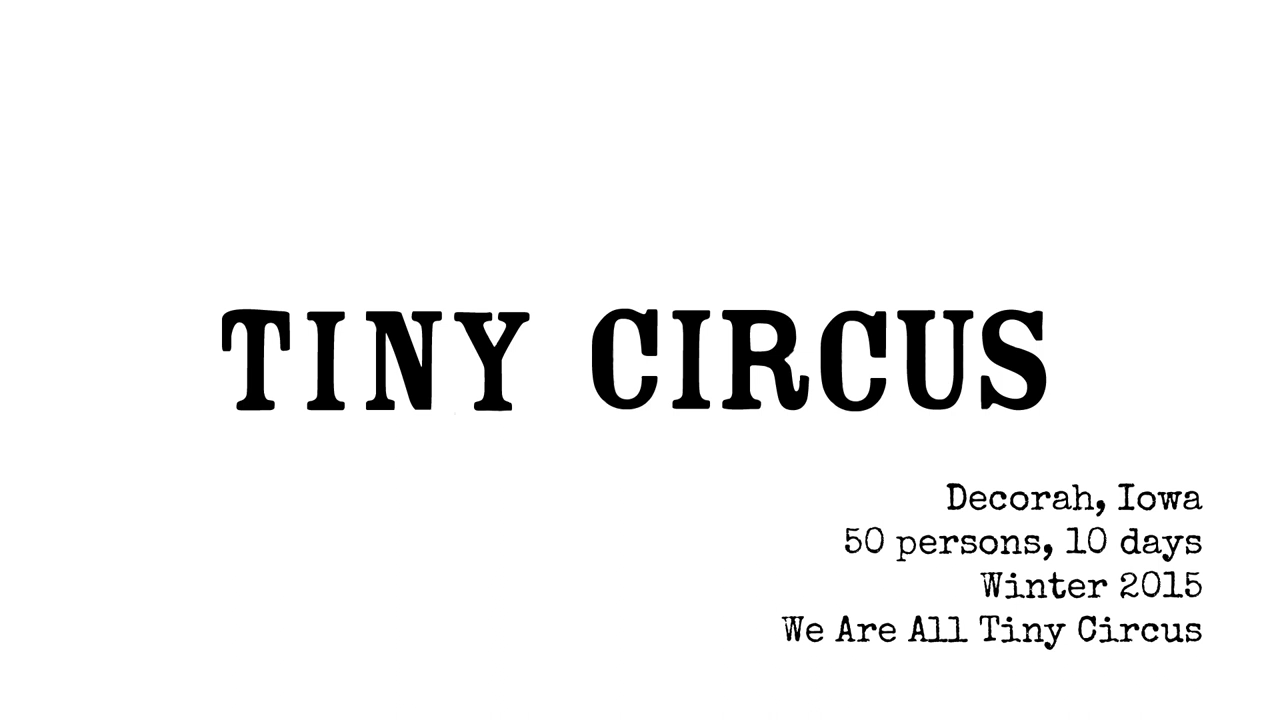 TINY CIRCUS
Decorah, Iowa
50 persons, 10 days
Winter 2015
We Are All Tiny Circus